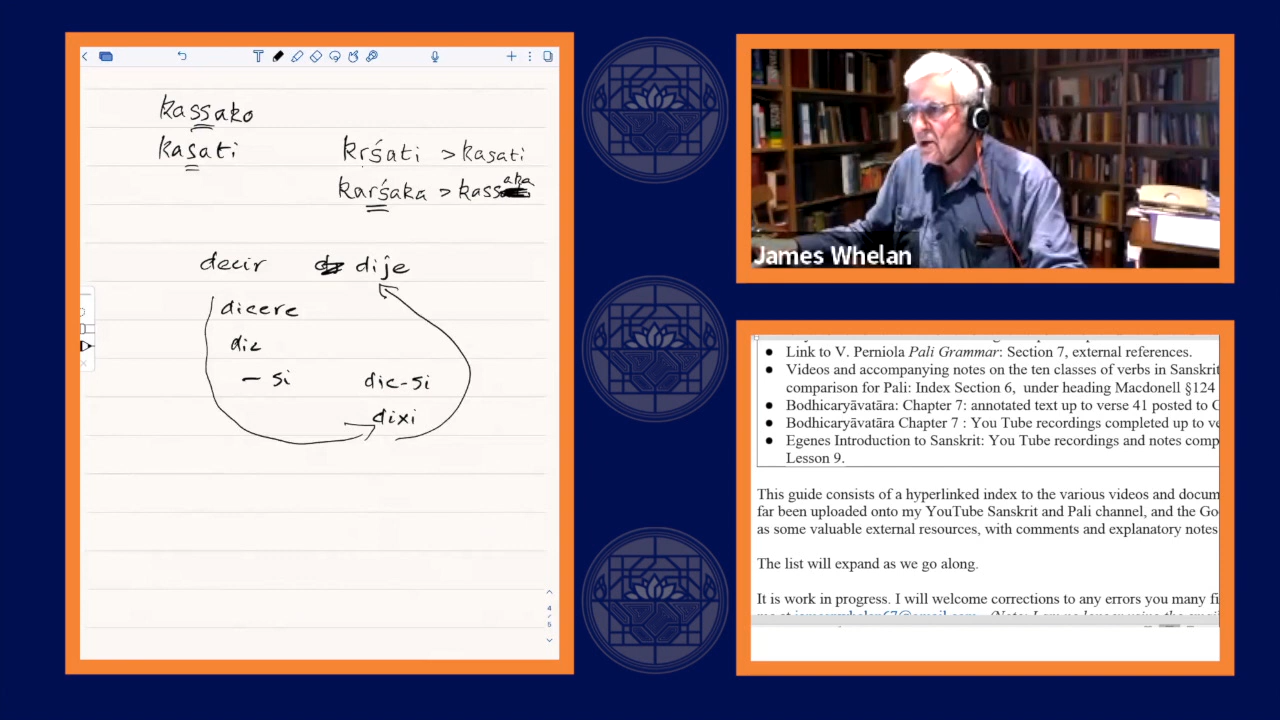 kassako
kasati kṛśati > kasati
karśaka > kassaka
decir dije
dicere
dic
- si dic-si
dixi
4
5
James Whelan
● Link to V. Perniola Pali Grammar: Section 7, external references.
● Videos and accompanying notes on the ten classes of verbs in Sanskrit
comparison for Pali: Index Section 6, under heading Macdonell §124
● Bodhicaryāvatāra: Chapter 7: annotated text up to verse 41 posted to
● Bodhicaryāvatāra Chapter 7 : You Tube recordings completed up to
● Egenes Introduction to Sanskrit: You Tube recordings and notes
Lesson 9.
This guide consists of a hyperlinked index to the various videos and
far been uploaded onto my YouTube Sanskrit and Pali channel, and the
as some valuable external resources, with comments and explanatory notes
The list will expand as we go along.
It is work in progress. I will welcome corrections to any errors you many